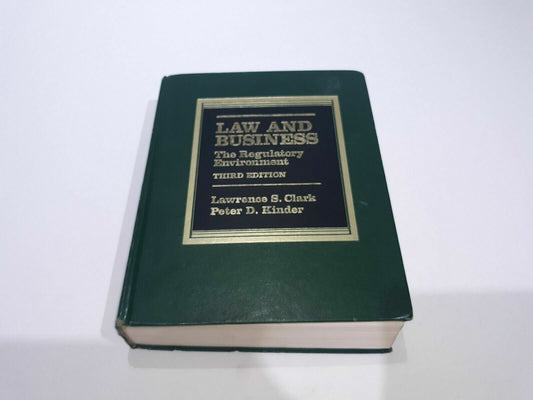 LAW AND
BUSINESS
The Regulatory
Environment
THIRD EDITION
Lawrence S. Clark
Peter D. Kinder